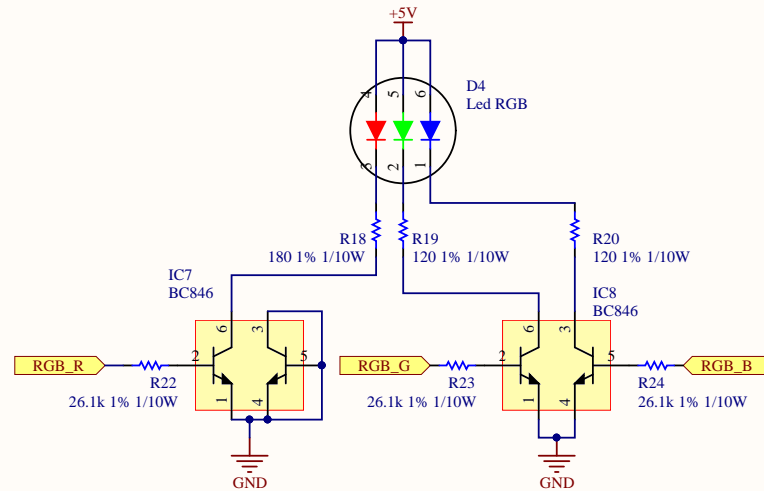 +5V
D4
Led RGB
4
5
6
3
2
1
R18
180 1% 1/10W
R19
120 1% 1/10W
R20
120 1% 1/10W
IC7
BC846
IC8
BC846
6
3
6
3
RGB_R
2
5
RGB_G
2
5
RGB_B
R22
26.1k 1% 1/10W
R23
26.1k 1% 1/10W
R24
26.1k 1% 1/10W
1
4
1
4
GND
GND